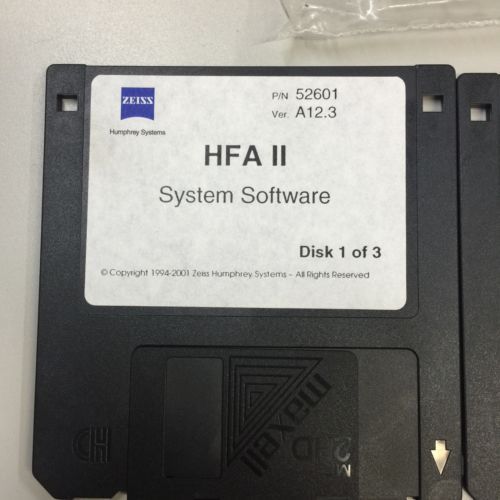 ZEISS
Humphrey Systems
P/N 52601
Ver. A12.3
HFA II
System Software
Disk 1 of 3
© Copyright 1994-2001 Zeiss Humphrey Systems - All Rights Reserved
HD
maxell
MF2HD